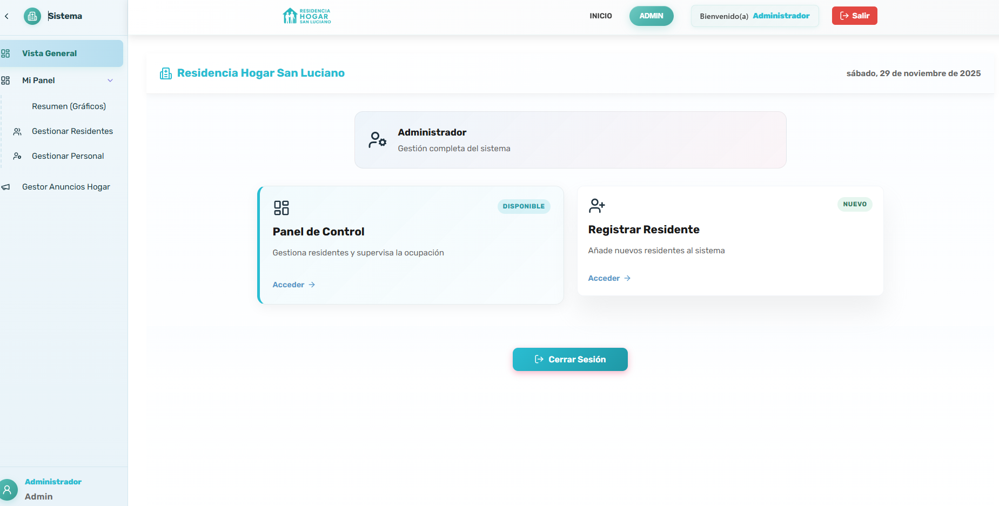 Sistema
Vista General
Mi Panel
Resumen (Gráficos)
Gestionar Residentes
Gestionar Personal
Gestor Anuncios Hogar
Administrador
Admin
RESIDENCIA
HOGAR
SAN LUCIANO
INICIO
ADMIN
Bienvenido(a) Administrador
Salir
Residencia Hogar San Luciano
sábado, 29 de noviembre de 2025
Administrador
Gestión completa del sistema
DISPONIBLE
Panel de Control
Gestiona residentes y supervisa la ocupación
Acceder
NUEVO
Registrar Residente
Añade nuevos residentes al sistema
Acceder
Cerrar Sesión